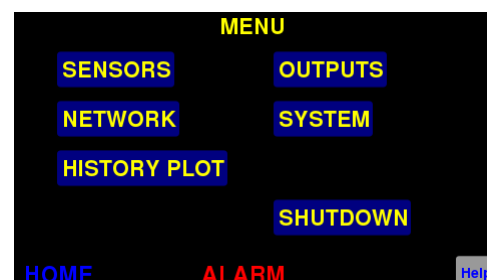 MENU
SENSORS OUTPUTS
NETWORK SYSTEM
HISTORY PLOT
SHUTDOWN
HOME ALARM Help